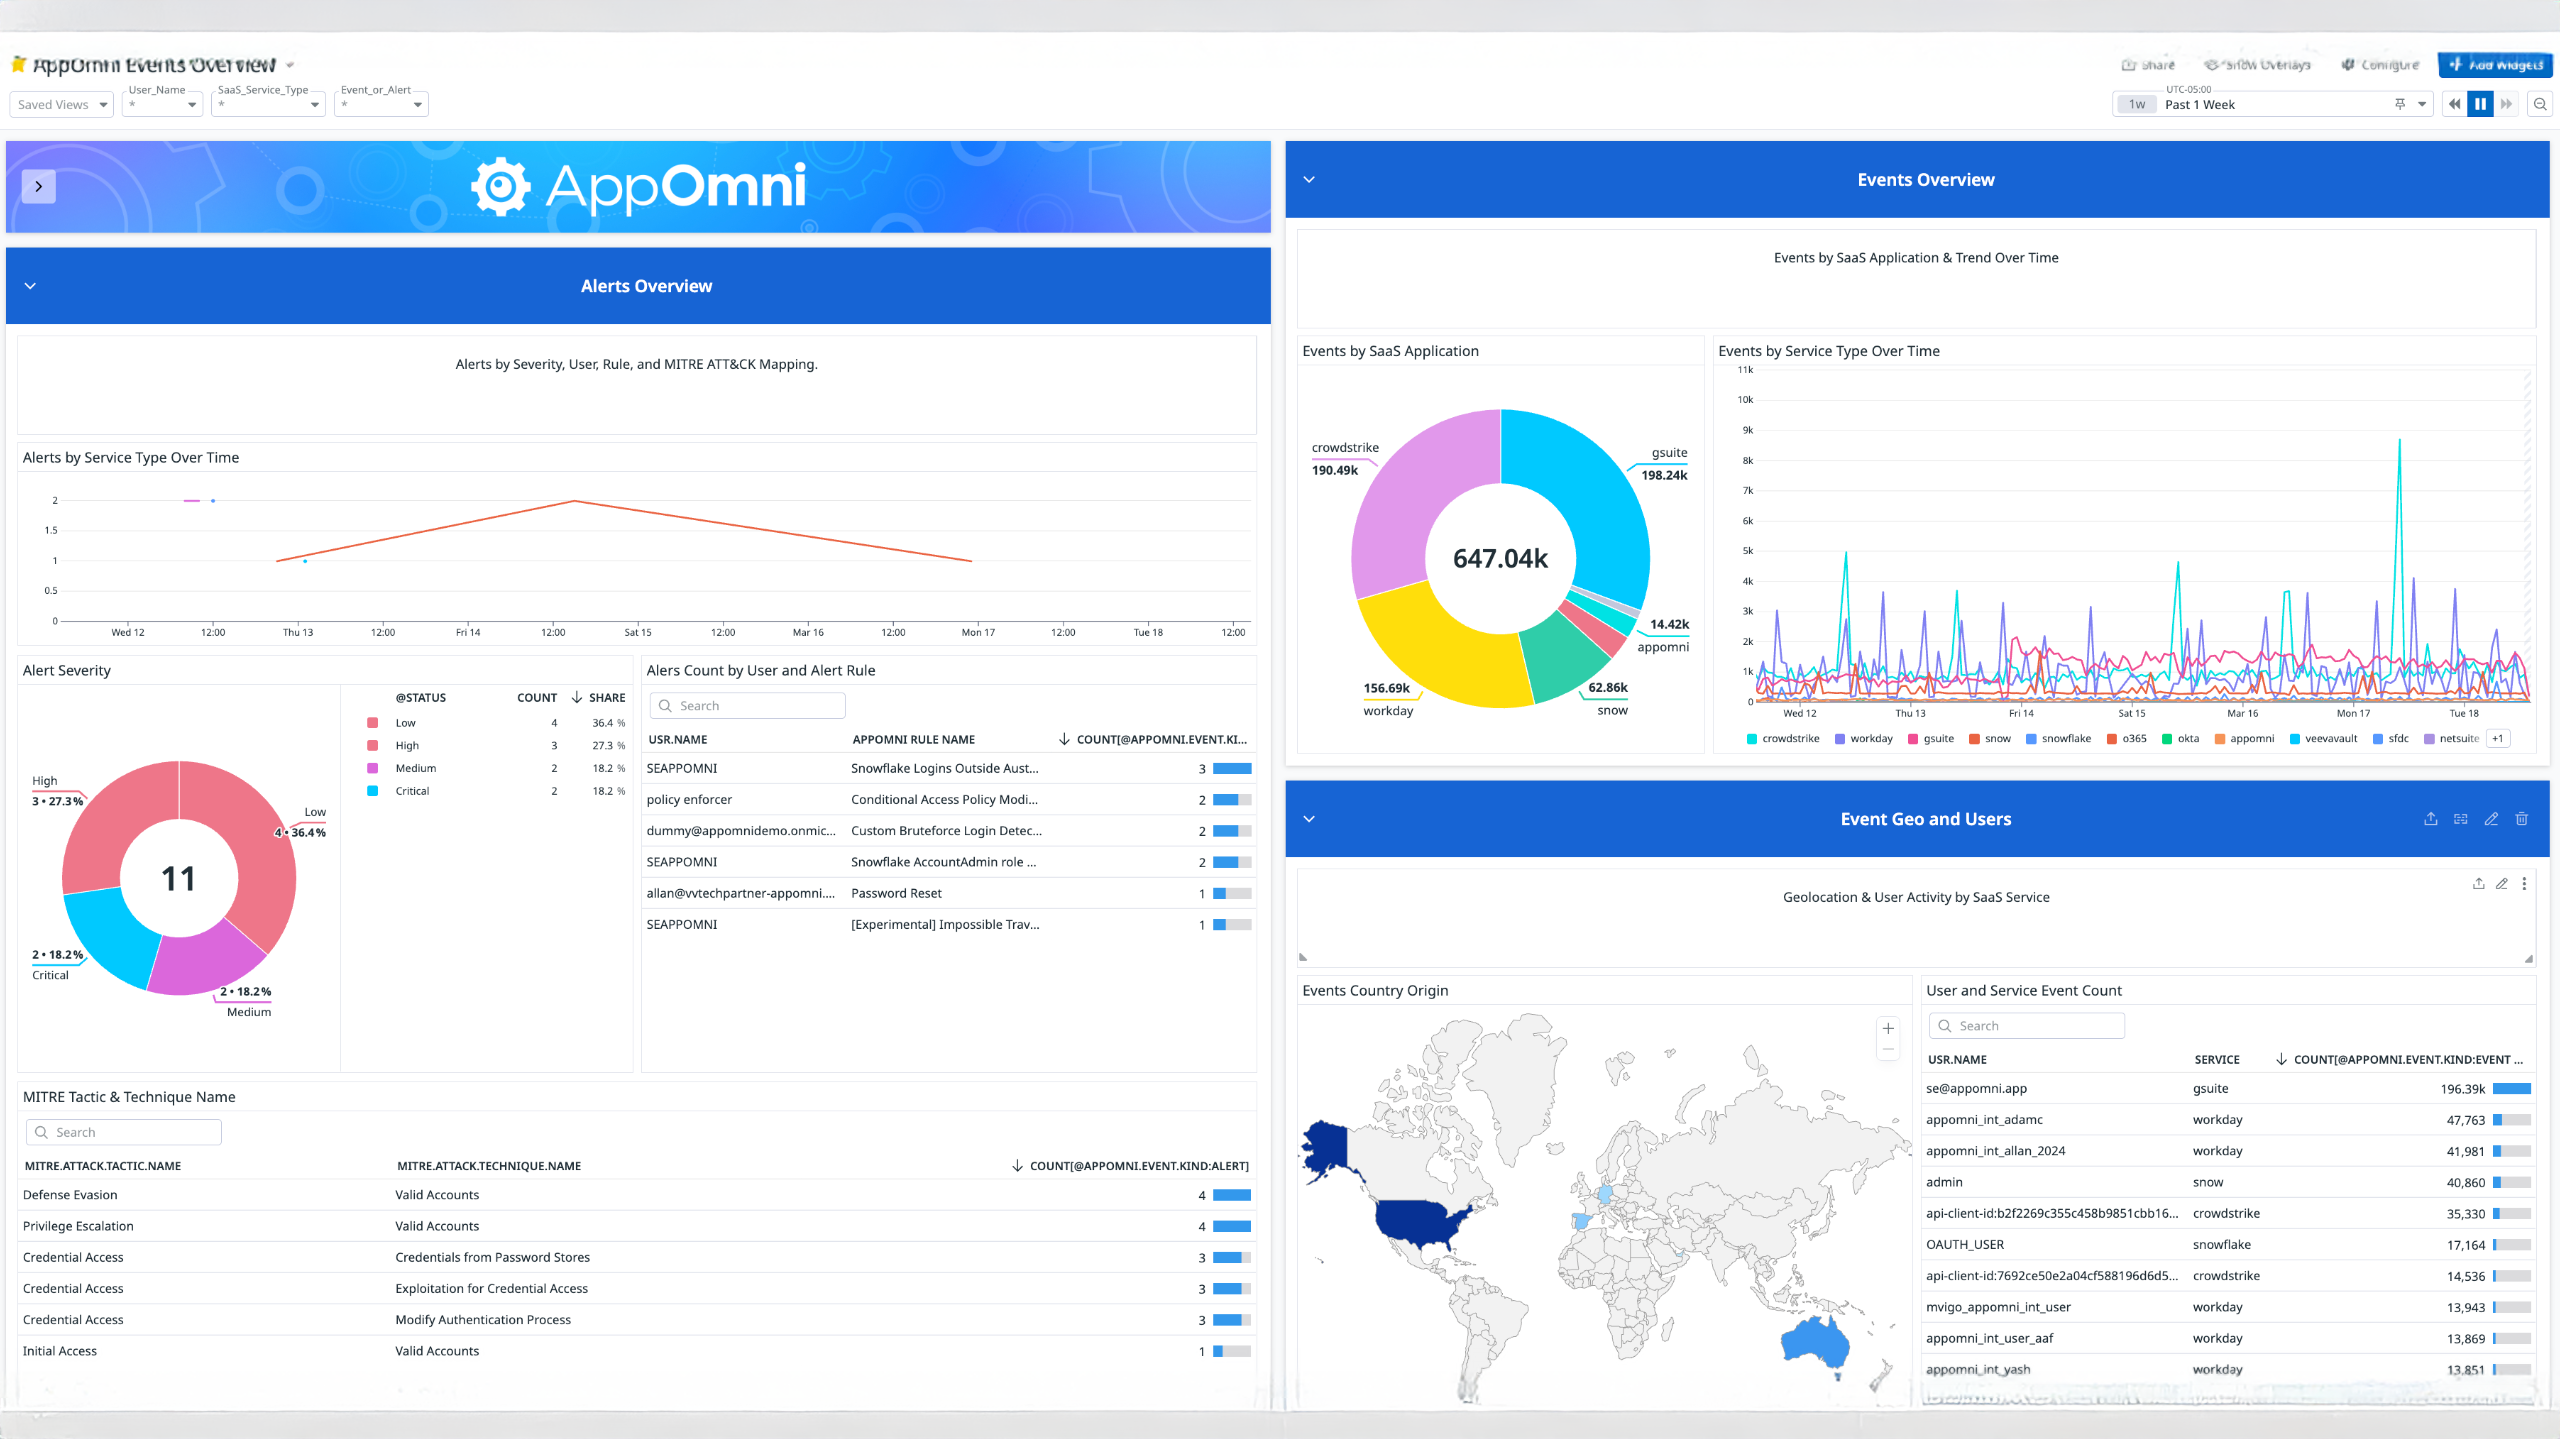 AppOmni Events Overview
Share
Show Overlays
Configure
Add Widgets
Saved Views
User_Name
*
SaaS_Service_Type
*
Event_or_Alert
*
UTC-05:00
1w Past 1 Week
AppOmni
Alerts Overview
Alerts by Severity, User, Rule, and MITRE ATT&CK Mapping.
Alerts by Service Type Over Time
2
1.5
1
0.5
0
Wed 12 12:00 Thu 13 12:00 Fri 14 12:00 Sat 15 12:00 Mar 16 12:00 Mon 17 12:00 Tue 18 12:00
Alert Severity
High
3 • 27.3%
Low
4 • 36.4%
11
2 • 18.2%
Critical
2 • 18.2%
Medium
@STATUS COUNT SHARE
Low 4 36.4 %
High 3 27.3 %
Medium 2 18.2 %
Critical 2 18.2 %
Alers Count by User and Alert Rule
Search
USR.NAME APPOMNI RULE NAME COUNT[@APPOMNI.EVENT.KI...
SEAPPOMNI Snowflake Logins Outside Aust... 3
policy enforcer Conditional Access Policy Modi... 2
dummy@appomnidemo.onmic... Custom Bruteforce Login Detec... 2
SEAPPOMNI Snowflake AccountAdmin role ... 2
allan@vvtechpartner-appomni.... Password Reset 1
SEAPPOMNI [Experimental] Impossible Trav... 1
MITRE Tactic & Technique Name
Search
MITRE.ATTACK.TACTIC.NAME MITRE.ATTACK.TECHNIQUE.NAME COUNT[@APPOMNI.EVENT.KIND:ALERT]
Defense Evasion Valid Accounts 4
Privilege Escalation Valid Accounts 4
Credential Access Credentials from Password Stores 3
Credential Access Exploitation for Credential Access 3
Credential Access Modify Authentication Process 3
Initial Access Valid Accounts 1
Events Overview
Events by SaaS Application & Trend Over Time
Events by SaaS Application
crowdstrike
190.49k
gsuite
198.24k
647.04k
14.42k
appomni
156.69k
workday
62.86k
snow
Events by Service Type Over Time
11k
10k
9k
8k
7k
6k
5k
4k
3k
2k
1k
0
Wed 12 Thu 13 Fri 14 Sat 15 Mar 16 Mon 17 Tue 18
crowdstrike workday gsuite snow snowflake o365 okta appomni veevavault sfdc netsuite +1
Event Geo and Users
Geolocation & User Activity by SaaS Service
Events Country Origin
+
−
User and Service Event Count
Search
USR.NAME SERVICE COUNT[@APPOMNI.EVENT.KIND:EVENT ...
se@appomni.app gsuite 196.39k
appomni_int_adamc workday 47,763
appomni_int_allan_2024 workday 41,981
admin snow 40,860
api-client-id:b2f2269c355c458b9851cbb16... crowdstrike 35,330
OAUTH_USER snowflake 17,164
api-client-id:7692ce50e2a04cf588196d6d5... crowdstrike 14,536
mvigo_appomni_int_user workday 13,943
appomni_int_user_aaf workday 13,869
appomni_int_yash workday 13,851